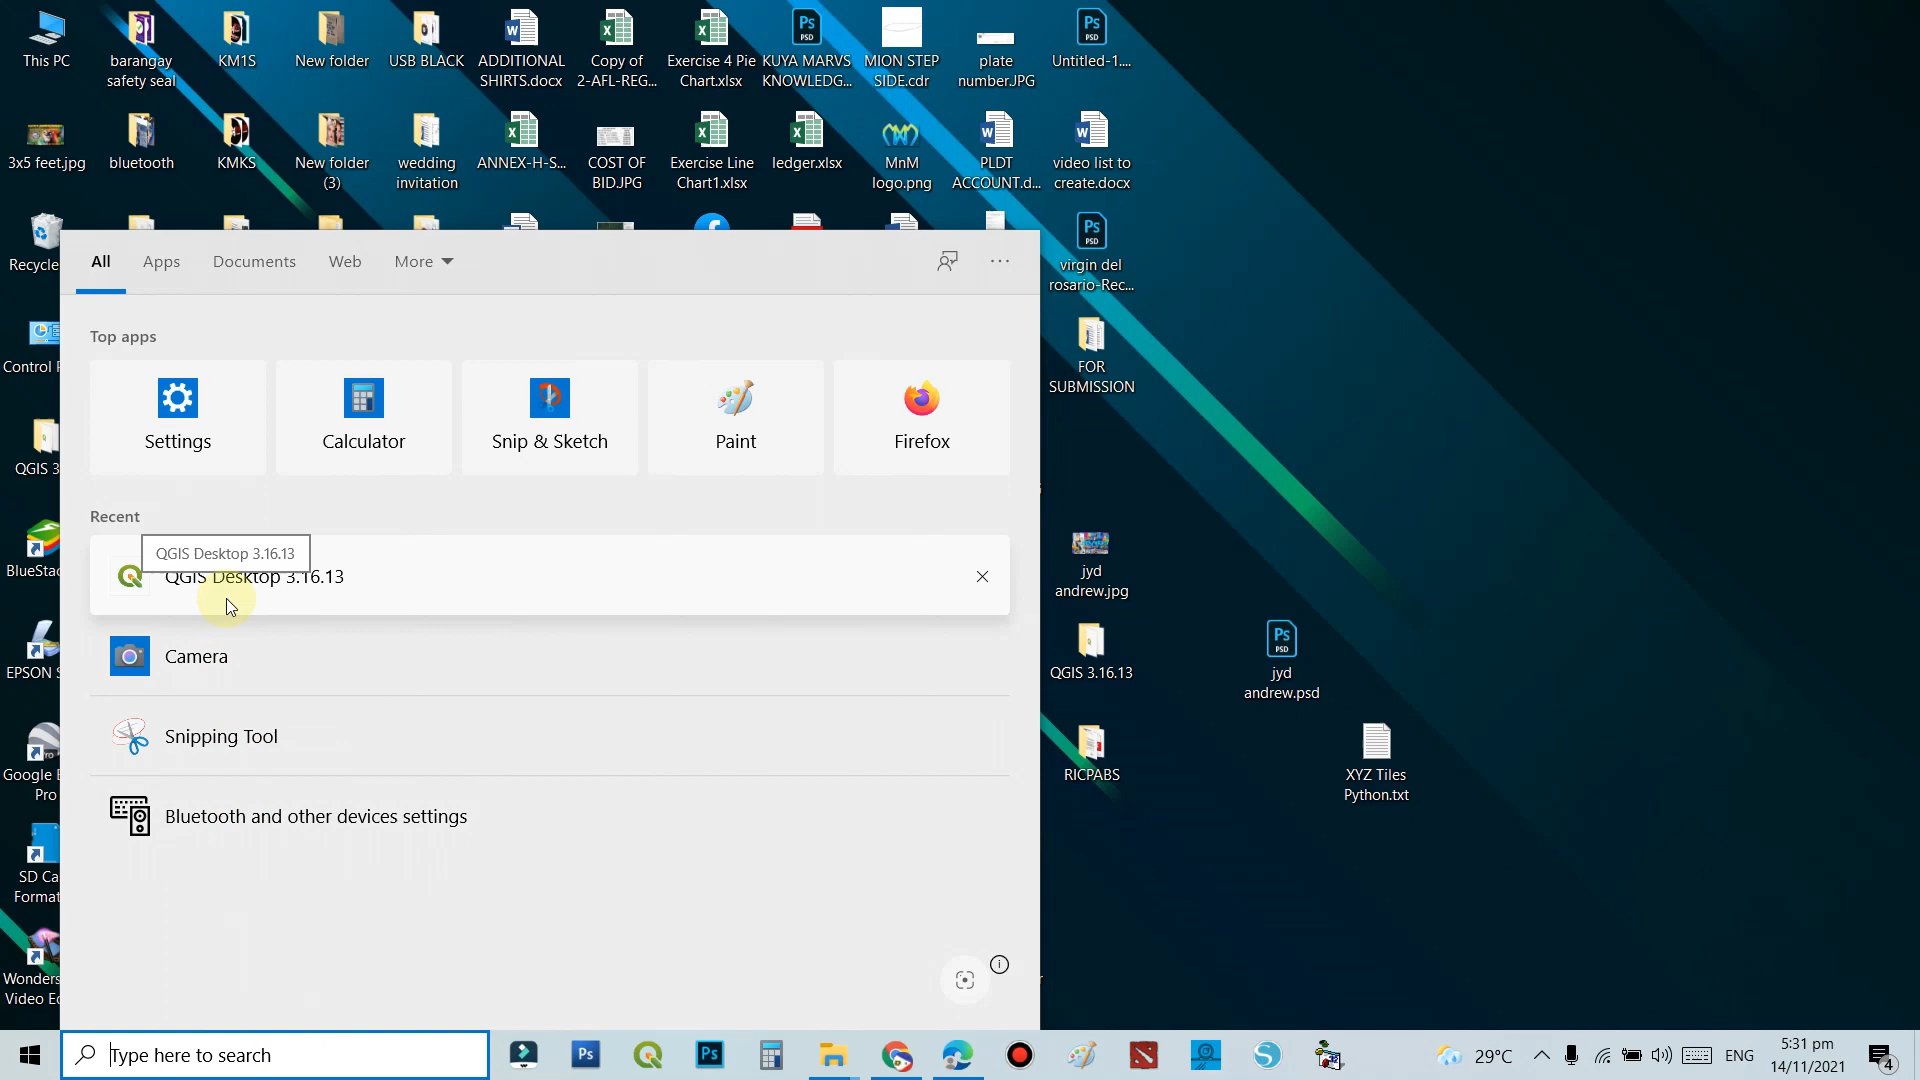 This PC
barangay
safety seal
KM1S
New folder
USB BLACK
ADDITIONAL
SHIRTS.docx
Copy of
2-AFL-REG...
Exercise 4 Pie
Chart.xlsx
KUYA MARVS
KNOWLEDG...
MION STEP
SIDE.cdr
plate
number.JPG
Untitled-1....
3x5 feet.jpg
bluetooth
KMKS
New folder
(3)
wedding
invitation
ANNEX-H-S...
COST OF
BID.JPG
Exercise Line
Chart1.xlsx
ledger.xlsx
MnM
logo.png
PLDT
ACCOUNT.d...
video list to
create.docx
Recycle
Control
QGIS 3
BlueStac
EPSON S
Google E
Pro
SD Ca
Format
Wonders
Video Ed
All
Apps
Documents
Web
More
Top apps
Settings
Calculator
Snip & Sketch
Paint
Firefox
Recent
QGIS Desktop 3.16.13
QGIS Desktop 3.16.13
Camera
Snipping Tool
Bluetooth and other devices settings
virgin del
rosario-Rec...
FOR
SUBMISSION
jyd
andrew.jpg
QGIS 3.16.13
RICPABS
jyd
andrew.psd
XYZ Tiles
Python.txt
Type here to search
29°C
ENG
5:31 pm
14/11/2021
4